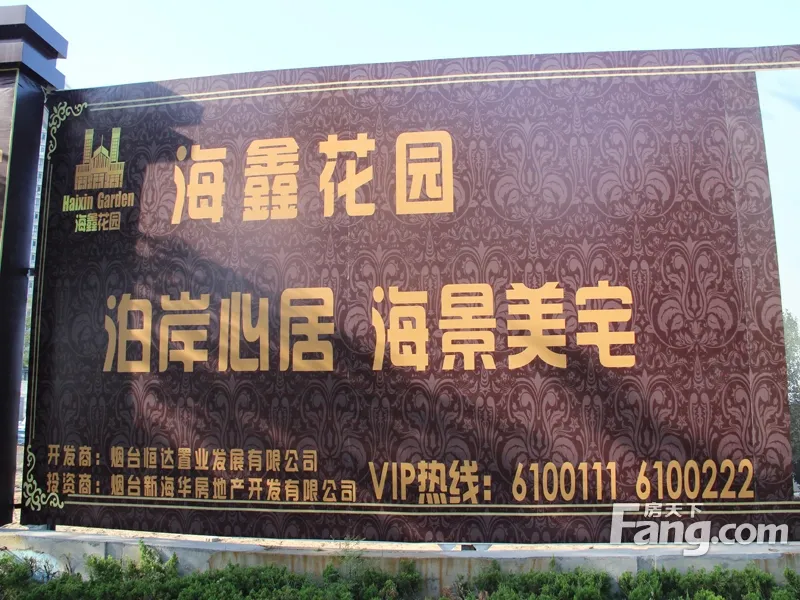 海鑫花园
Haixin Garden
海鑫花园
泊岸心居 海景美宅
开发商：烟台恒达置业发展有限公司
投资商：烟台新海华房地产开发有限公司
VIP热线：6100111 6100222
房天下
Fang.com